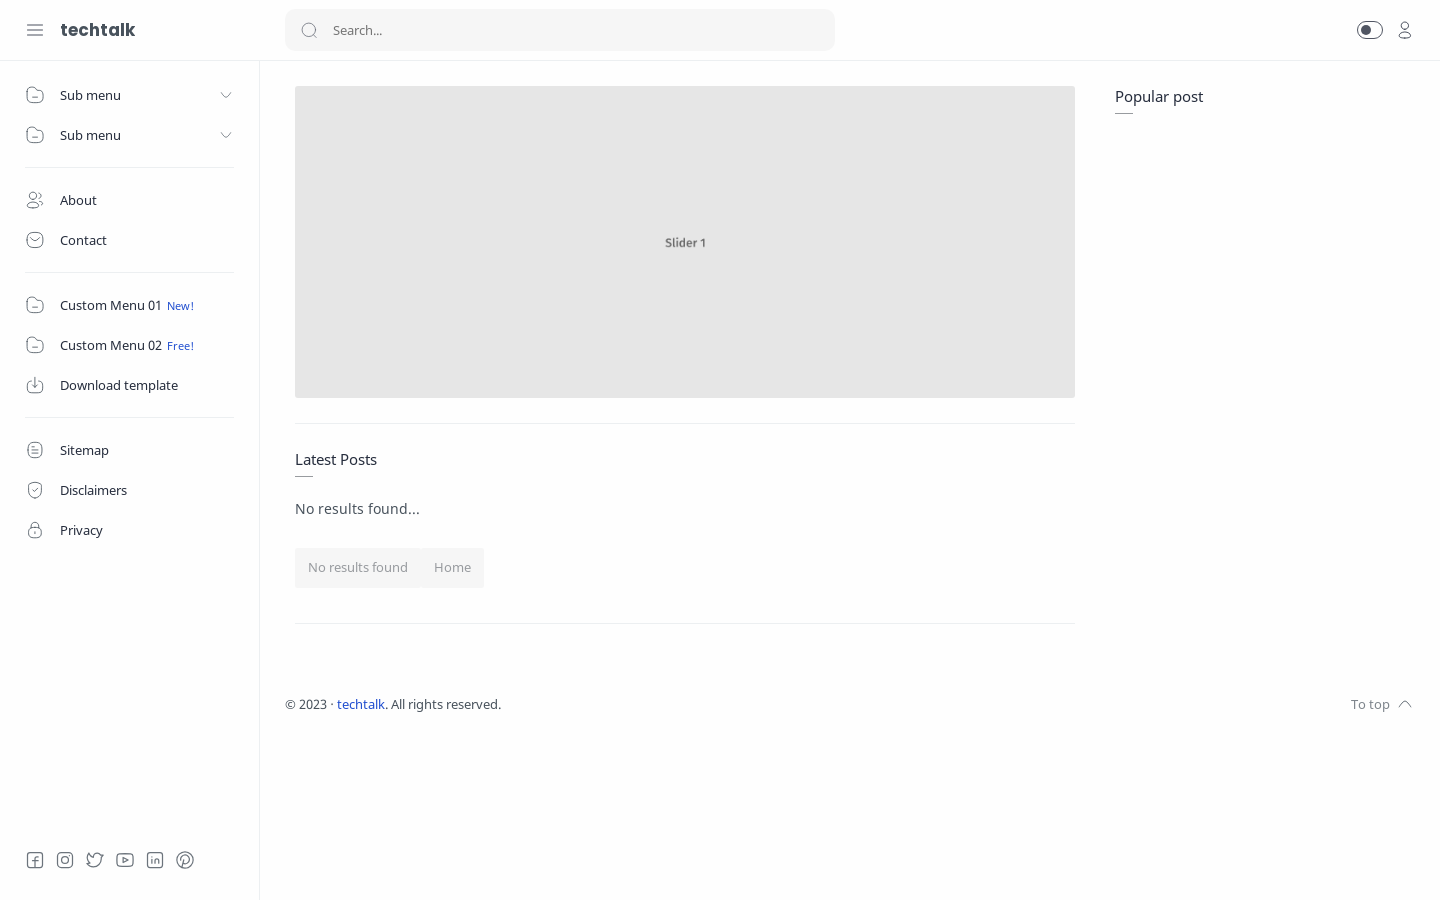 techtalk
Search...
Sub menu
Sub menu
About
Contact
Custom Menu 01 New!
Custom Menu 02 Free!
Download template
Sitemap
Disclaimers
Privacy
Slider 1
Latest Posts
No results found...
No results found Home
Popular post
© 2023 · techtalk. All rights reserved.
To top